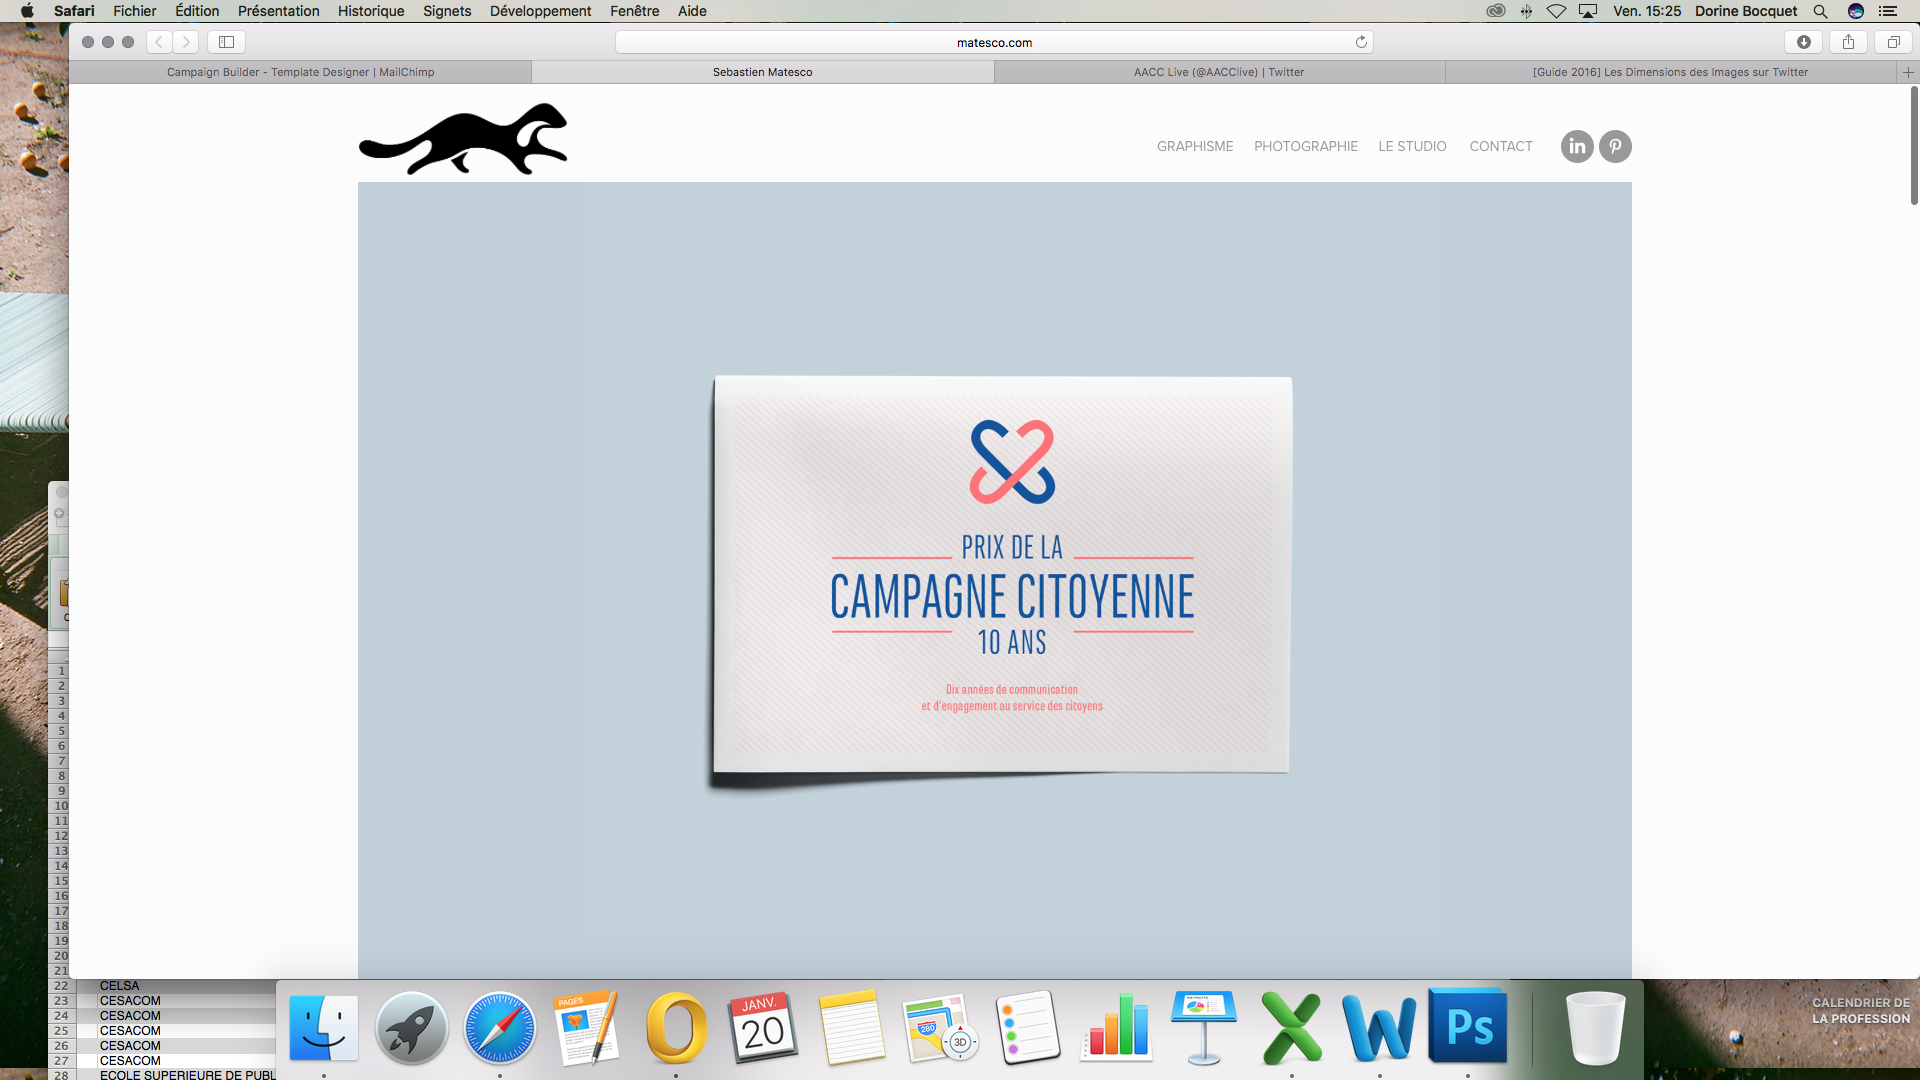 Safari Fichier Édition Présentation Historique Signets Développement Fenêtre Aide Ven. 15:25 Dorine Bocquet
matesco.com
Campaign Builder - Template Designer | MailChimp Sebastien Matesco AACC Live (@AACClive) | Twitter [Guide 2016] Les Dimensions des Images sur Twitter
GRAPHISME PHOTOGRAPHIE LE STUDIO CONTACT in
PRIX DE LA
CAMPAGNE CITOYENNE
10 ANS
Dix années de communication
et d'engagement au service des citoyens
1
2
3
4
5
6
7
8
9
10
11
12
13
14
15
16
17
18
19
20
21
22 CELSA
23 CESACOM
24 CESACOM
25 CESACOM
26 CESACOM
27 CESACOM
28 ECOLE SUPERIEURE DE PUBL
PAGES
JANV.
20
280
3D
KEYNOTE
Ps
CALENDRIER DE
LA PROFESSION